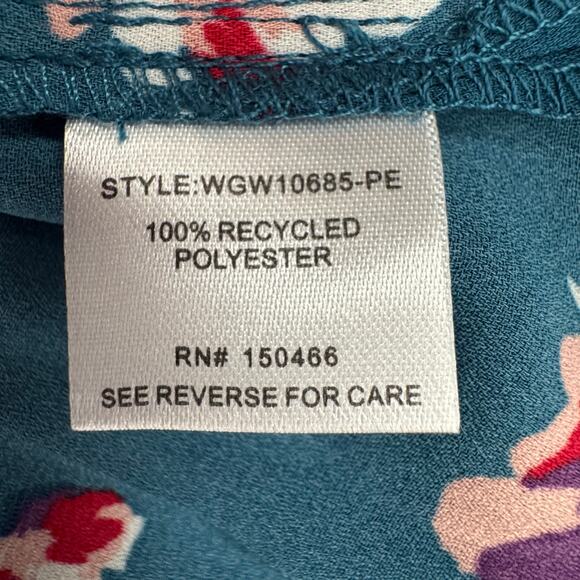 STYLE:WGW10685-PE
100% RECYCLED
POLYESTER
RN# 150466
SEE REVERSE FOR CARE